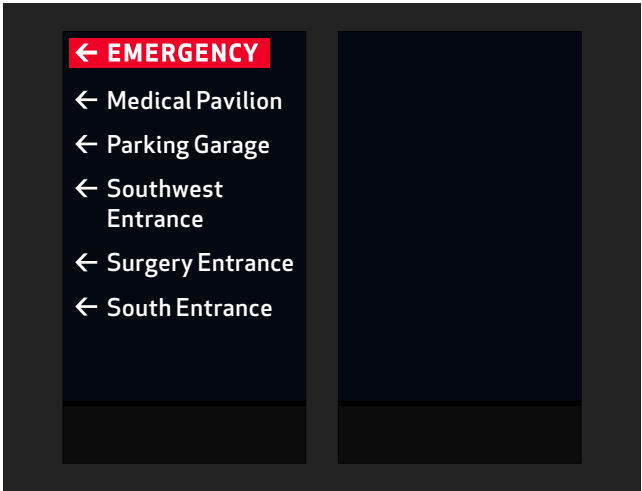 ← EMERGENCY
← Medical Pavilion
← Parking Garage
← Southwest
Entrance
← Surgery Entrance
← South Entrance